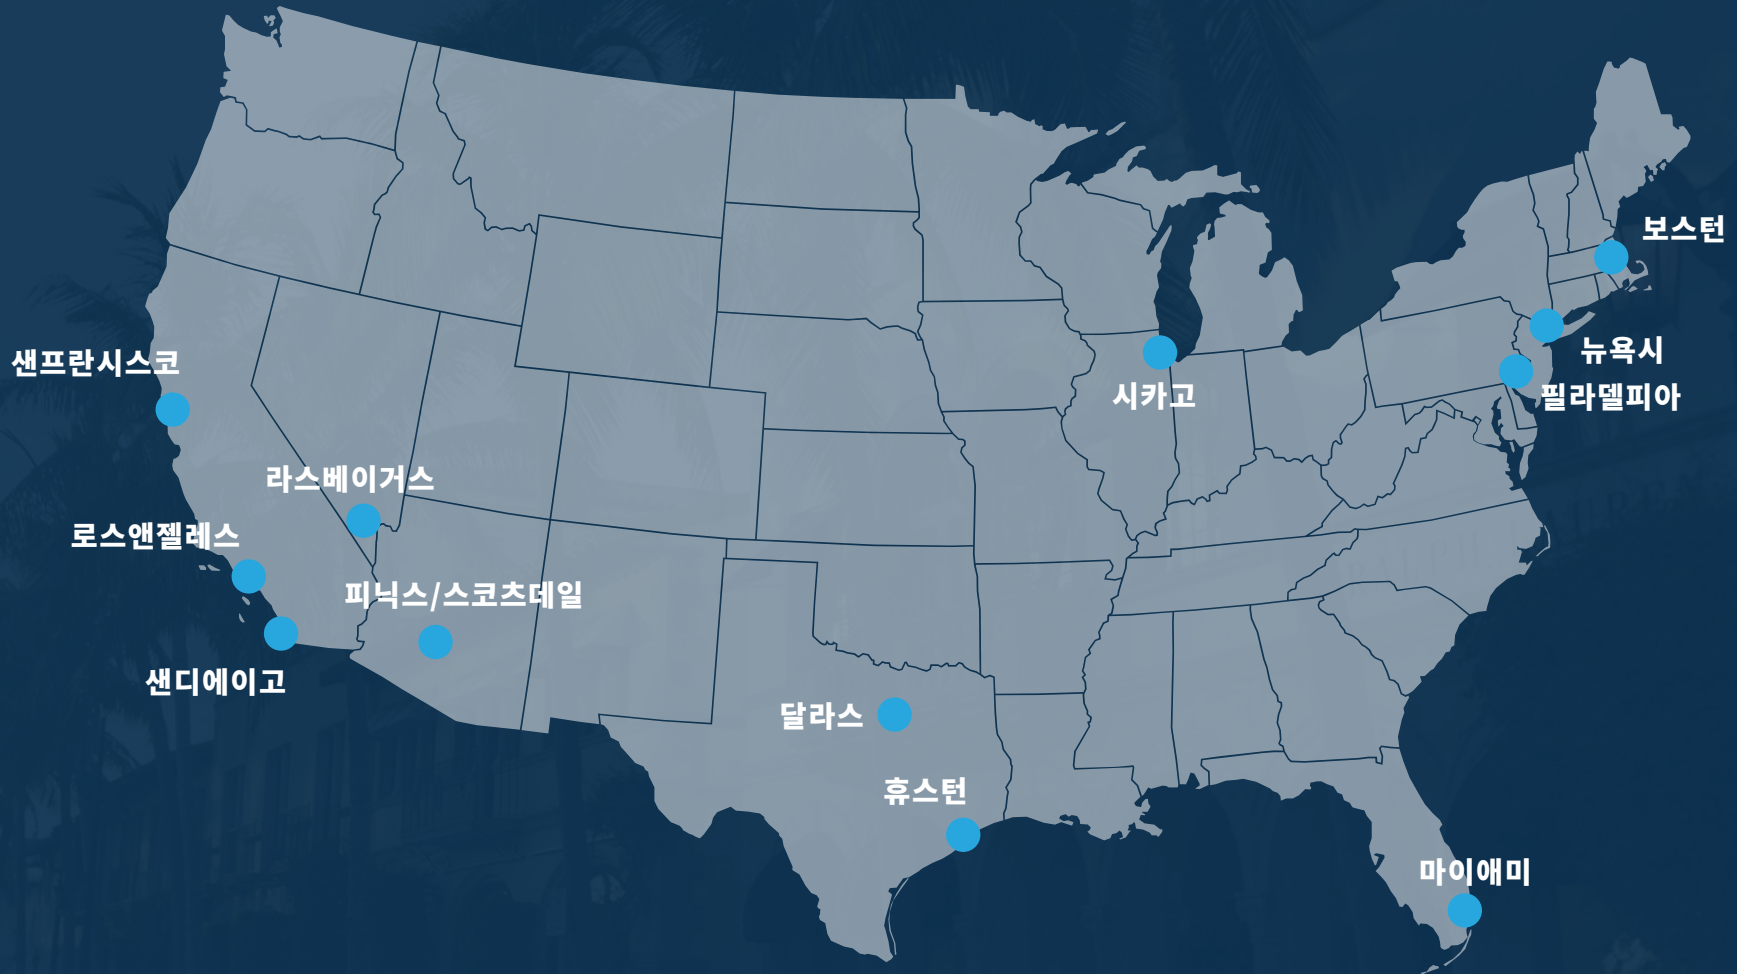 보스턴
뉴욕시
샌프란시스코
시카고
필라델피아
라스베이거스
로스앤젤레스
피닉스/스코츠데일
샌디에이고
달라스
휴스턴
마이애미